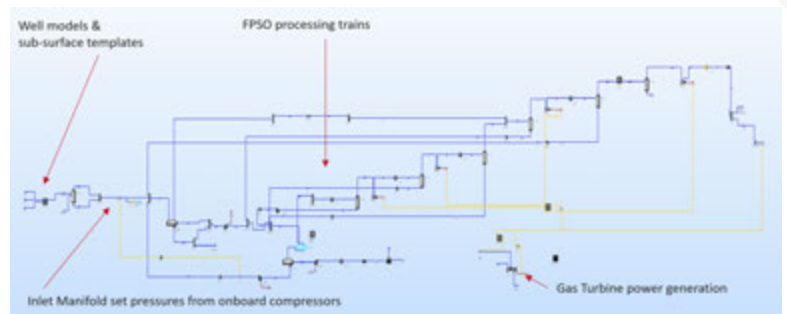 Well models &
sub-surface templates
FPSO processing trains
Inlet Manifold set pressures from onboard compressors
Gas Turbine power generation